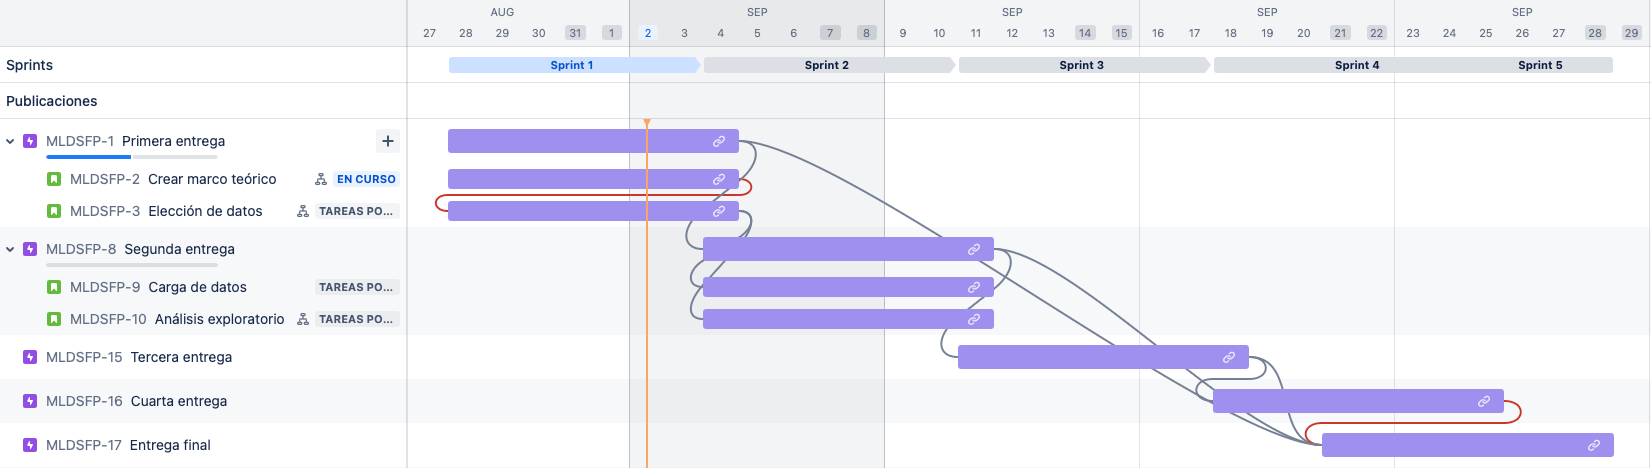 AUG SEP SEP SEP SEP
27 28 29 30 31 1 2 3 4 5 6 7 8 9 10 11 12 13 14 15 16 17 18 19 20 21 22 23 24 25 26 27 28 29
Sprints Sprint 1 Sprint 2 Sprint 3 Sprint 4 Sprint 5
Publicaciones
MLDSFP-1 Primera entrega +
MLDSFP-2 Crear marco teórico EN CURSO
MLDSFP-3 Elección de datos TAREAS PO...
MLDSFP-8 Segunda entrega
MLDSFP-9 Carga de datos TAREAS PO...
MLDSFP-10 Análisis exploratorio TAREAS PO...
MLDSFP-15 Tercera entrega
MLDSFP-16 Cuarta entrega
MLDSFP-17 Entrega final